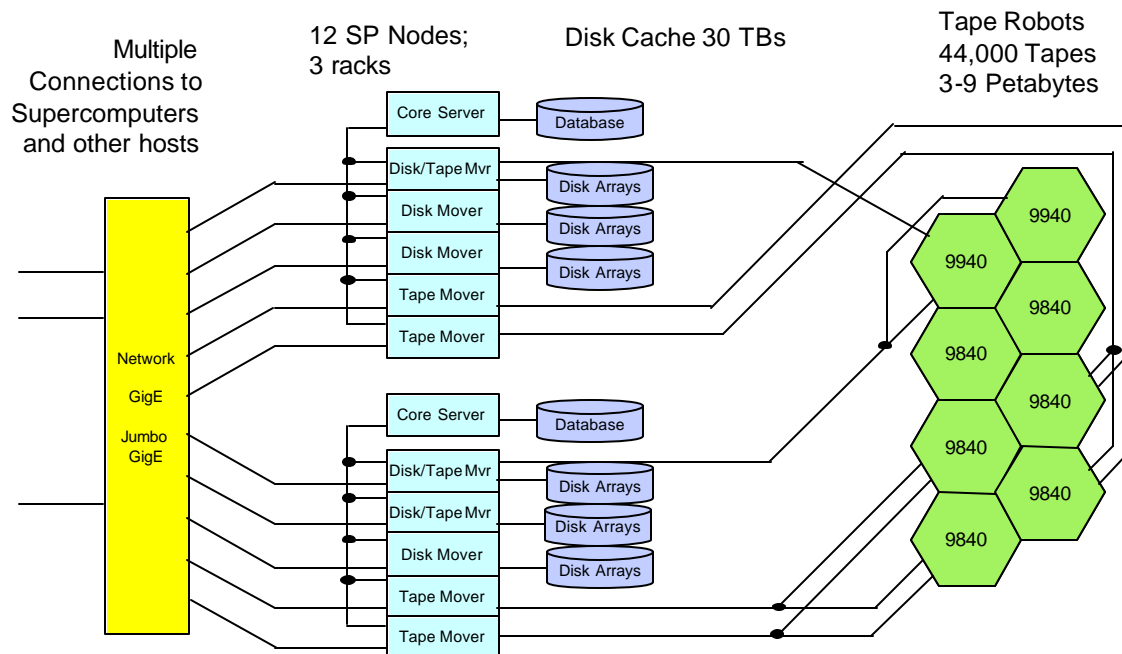 Multiple
Connections to
Supercomputers
and other hosts
12 SP Nodes;
3 racks
Disk Cache 30 TBs
Tape Robots
44,000 Tapes
3-9 Petabytes
Network
GigE
Jumbo
GigE
Core Server
Database
Disk/Tape Mvr
Disk Arrays
Disk Mover
Disk Arrays
Disk Mover
Disk Arrays
Tape Mover
Tape Mover
Core Server
Database
Disk/Tape Mvr
Disk Arrays
Disk/Tape Mvr
Disk Arrays
Disk Mover
Disk Arrays
Tape Mover
Tape Mover
9940
9940
9840
9840
9840
9840
9840
9840